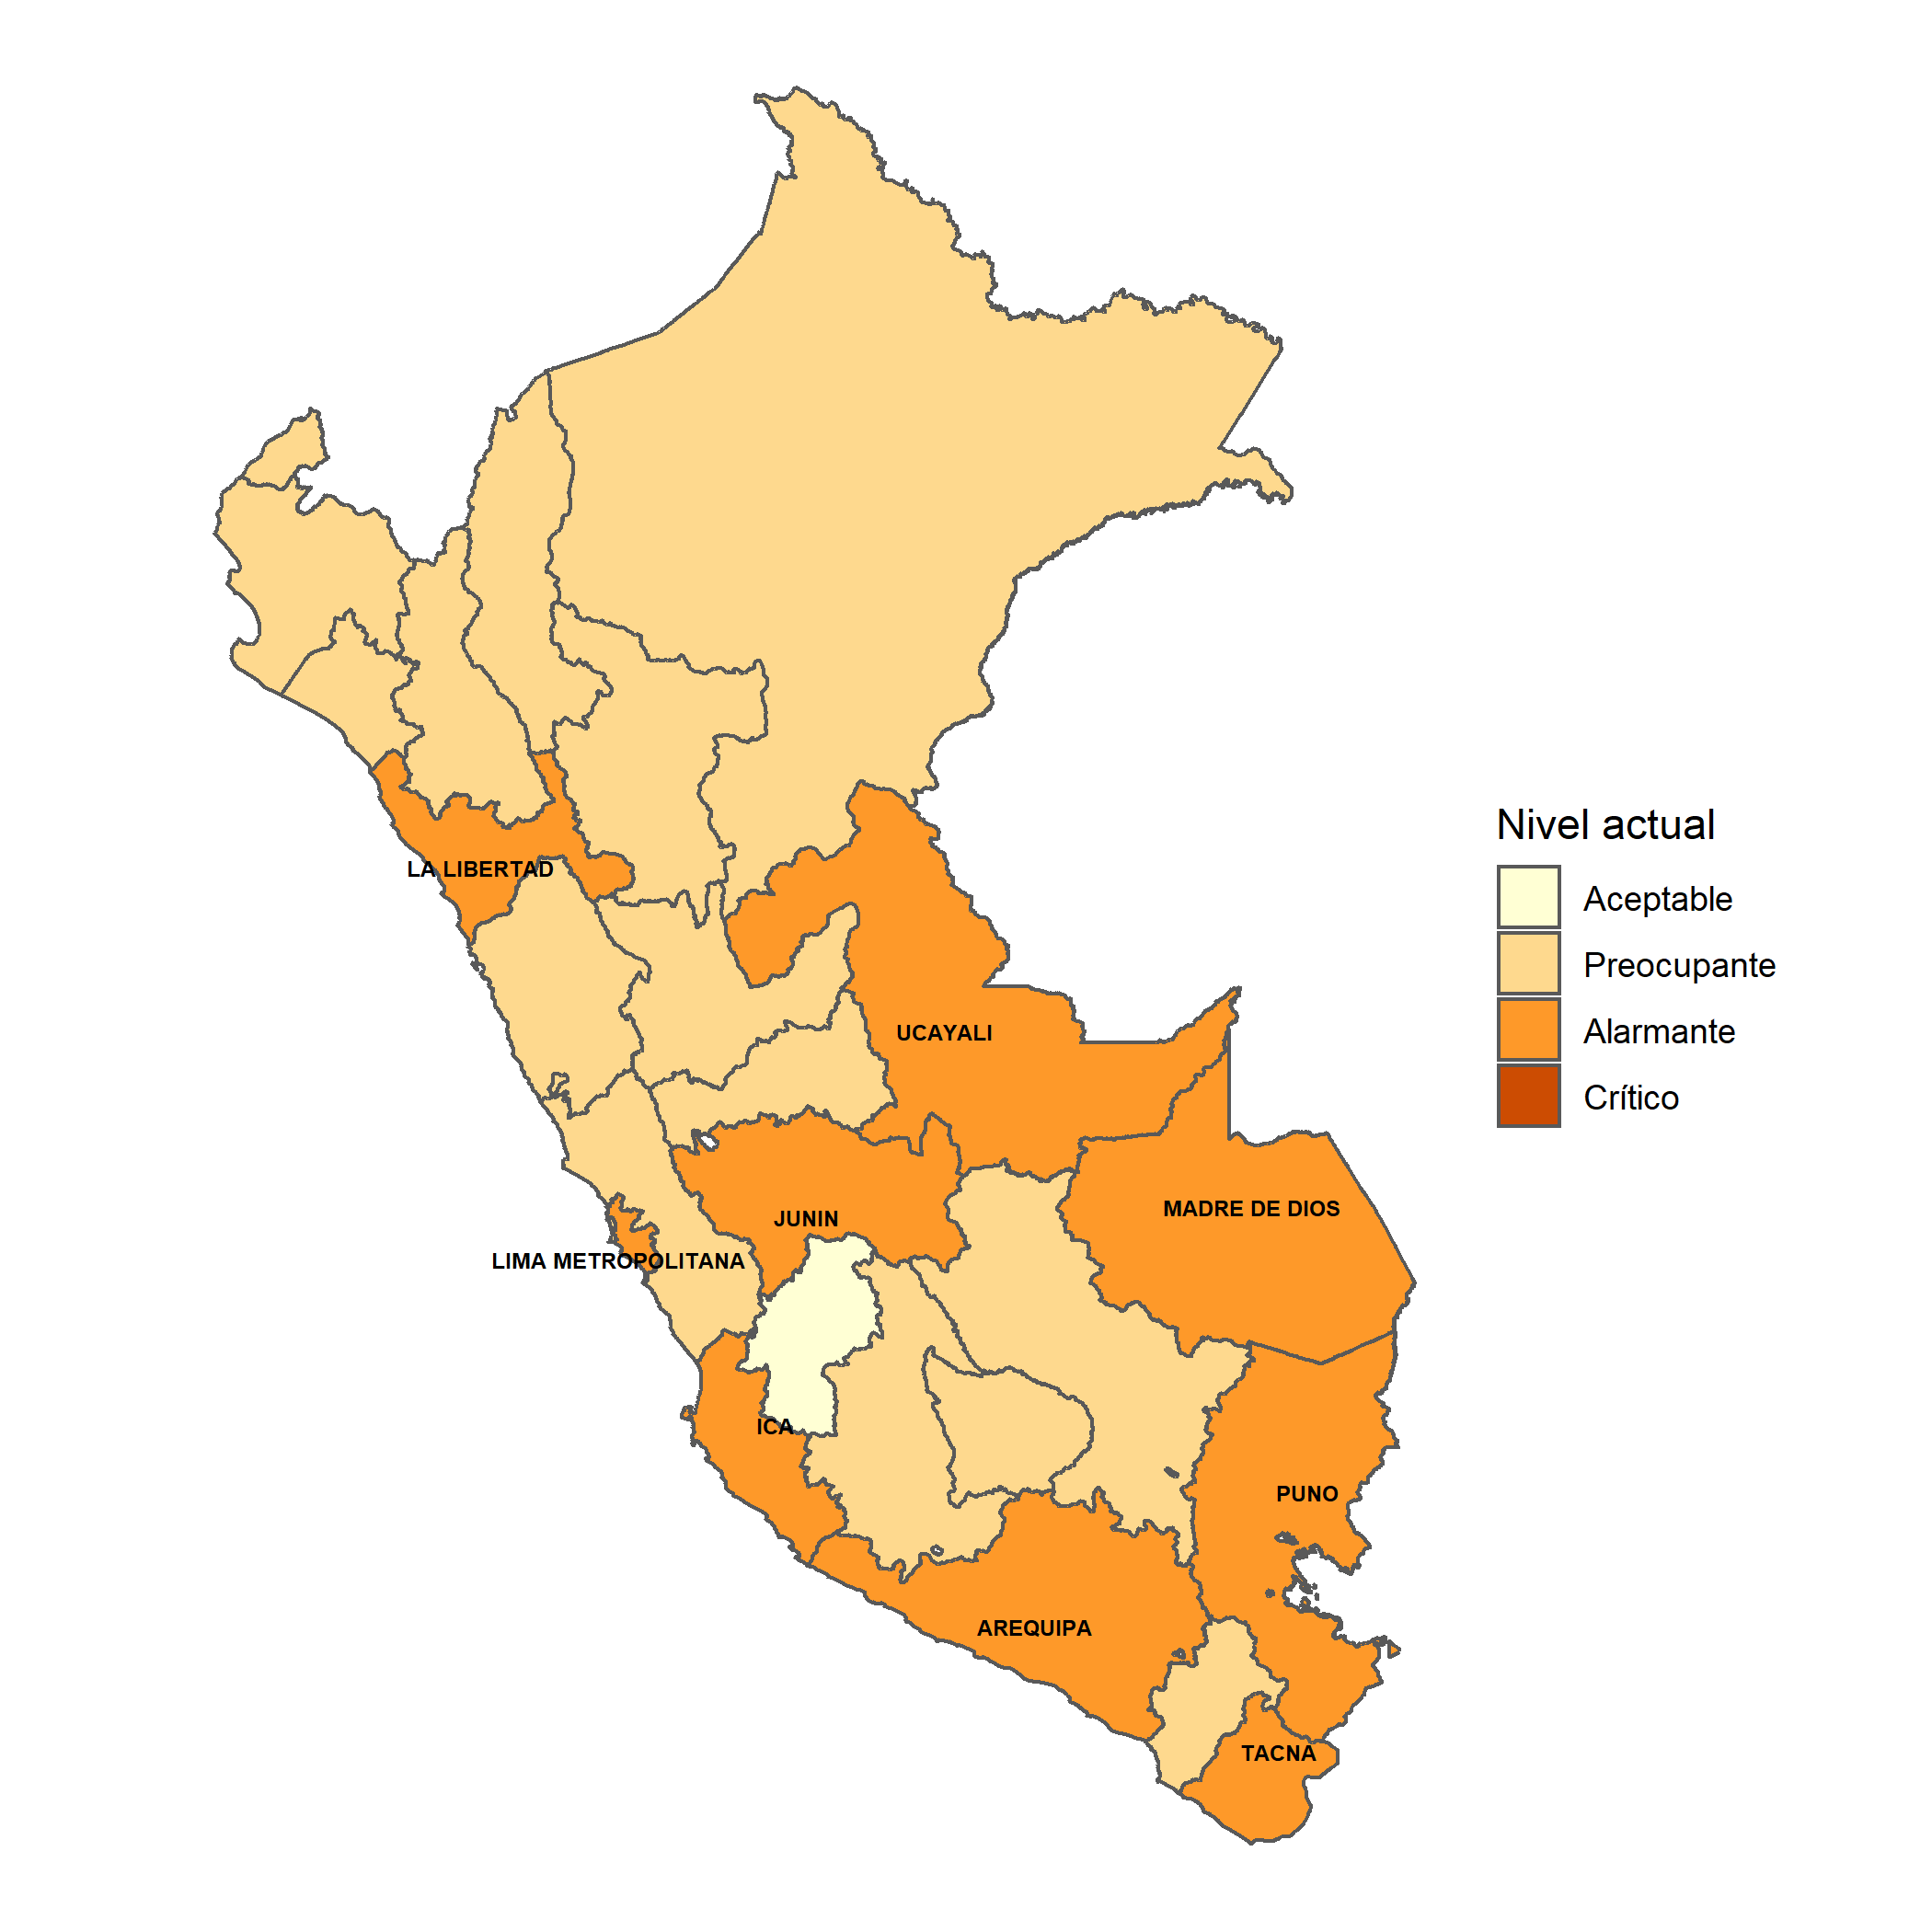 Nivel actual
Aceptable
Preocupante
Alarmante
Crítico
LA LIBERTAD
UCAYALI
MADRE DE DIOS
JUNIN
LIMA METROPOLITANA
ICA
PUNO
AREQUIPA
TACNA